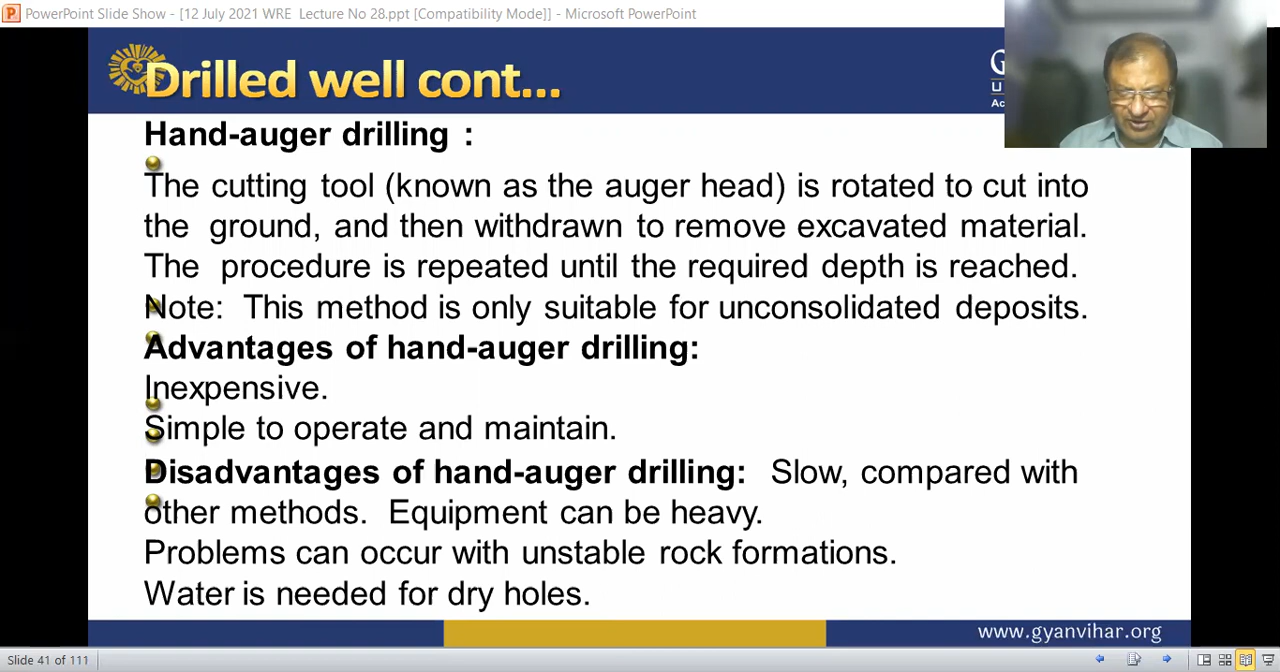 PowerPoint Slide Show - [12 July 2021 WRE Lecture No 28.ppt [Compatibility Mode]] - Microsoft PowerPoint
Drilled well cont...
G
U
Ac
Hand-auger drilling :
The cutting tool (known as the auger head) is rotated to cut into
the ground, and then withdrawn to remove excavated material.
The procedure is repeated until the required depth is reached.
Note: This method is only suitable for unconsolidated deposits.
Advantages of hand-auger drilling:
Inexpensive.
Simple to operate and maintain.
Disadvantages of hand-auger drilling: Slow, compared with
other methods. Equipment can be heavy.
Problems can occur with unstable rock formations.
Water is needed for dry holes.
www.gyanvihar.org
Slide 41 of 111